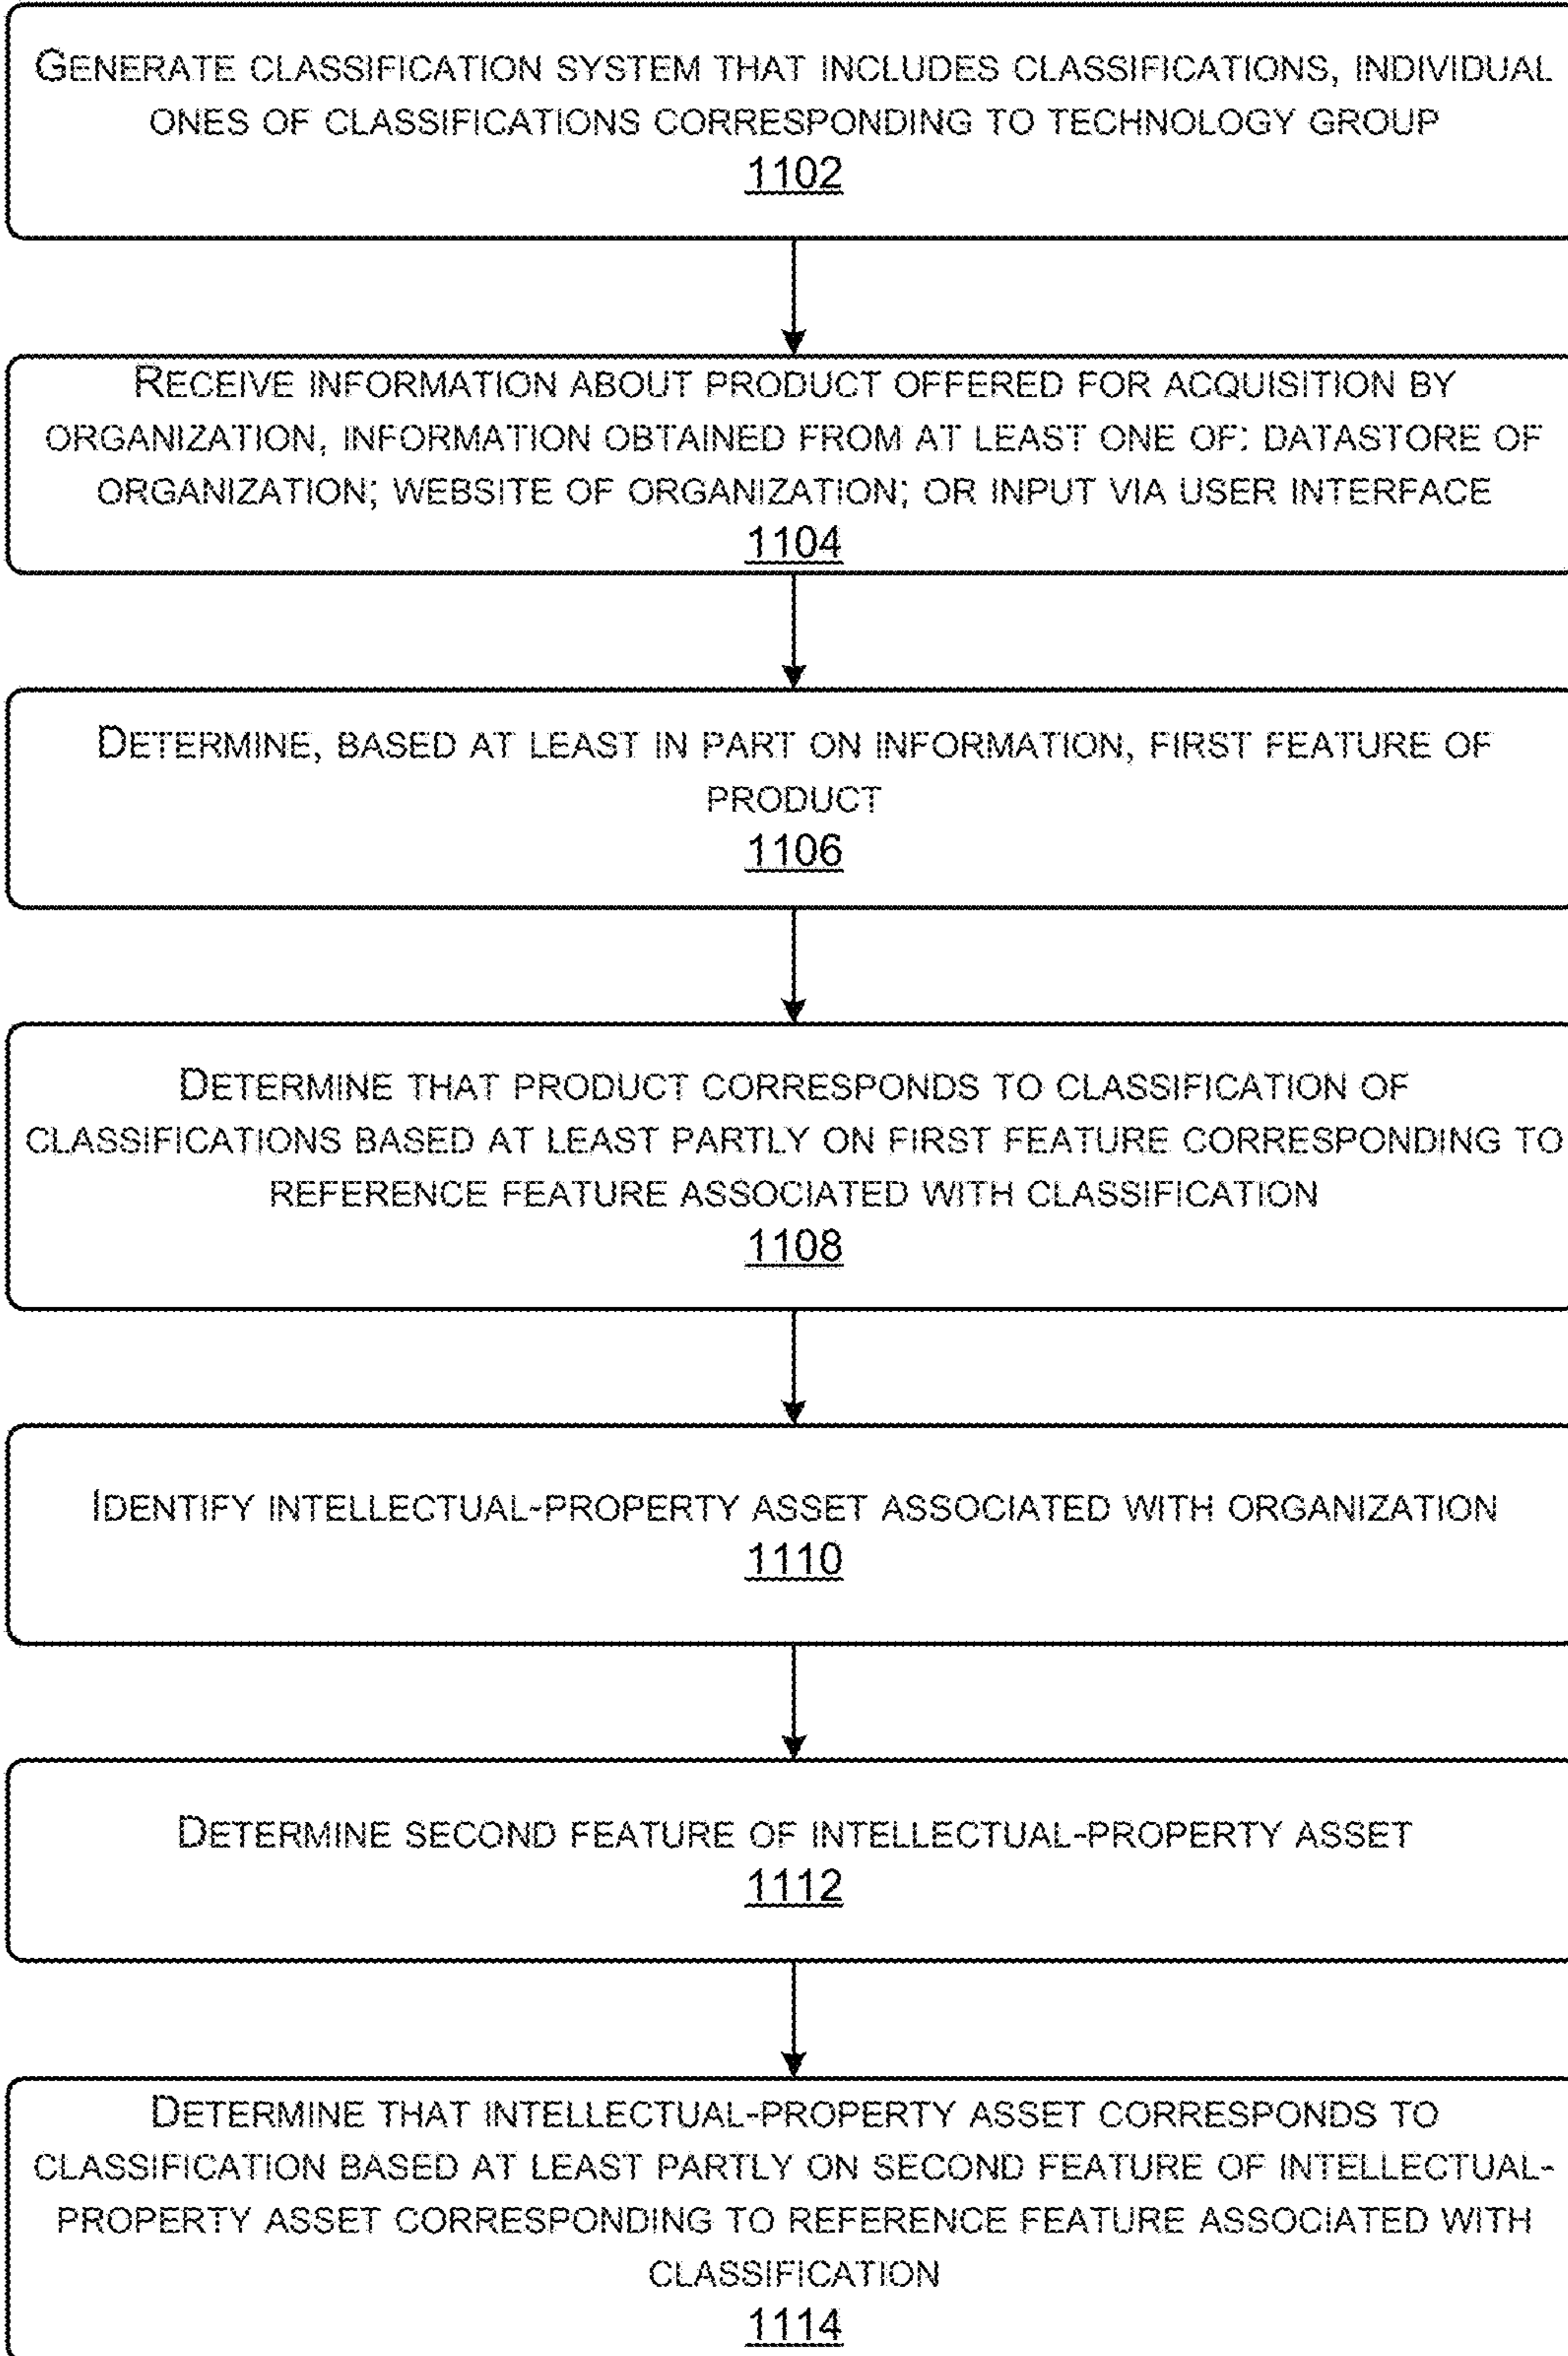 GENERATE CLASSIFICATION SYSTEM THAT INCLUDES CLASSIFICATIONS, INDIVIDUAL
ONES OF CLASSIFICATIONS CORRESPONDING TO TECHNOLOGY GROUP
1102
RECEIVE INFORMATION ABOUT PRODUCT OFFERED FOR ACQUISITION BY
ORGANIZATION, INFORMATION OBTAINED FROM AT LEAST ONE OF: DATASTORE OF
ORGANIZATION; WEBSITE OF ORGANIZATION; OR INPUT VIA USER INTERFACE
1104
DETERMINE, BASED AT LEAST IN PART ON INFORMATION, FIRST FEATURE OF
PRODUCT
1106
DETERMINE THAT PRODUCT CORRESPONDS TO CLASSIFICATION OF
CLASSIFICATIONS BASED AT LEAST PARTLY ON FIRST FEATURE CORRESPONDING TO
REFERENCE FEATURE ASSOCIATED WITH CLASSIFICATION
1108
IDENTIFY INTELLECTUAL-PROPERTY ASSET ASSOCIATED WITH ORGANIZATION
1110
DETERMINE SECOND FEATURE OF INTELLECTUAL-PROPERTY ASSET
1112
DETERMINE THAT INTELLECTUAL-PROPERTY ASSET CORRESPONDS TO
CLASSIFICATION BASED AT LEAST PARTLY ON SECOND FEATURE OF INTELLECTUAL-
PROPERTY ASSET CORRESPONDING TO REFERENCE FEATURE ASSOCIATED WITH
CLASSIFICATION
1114